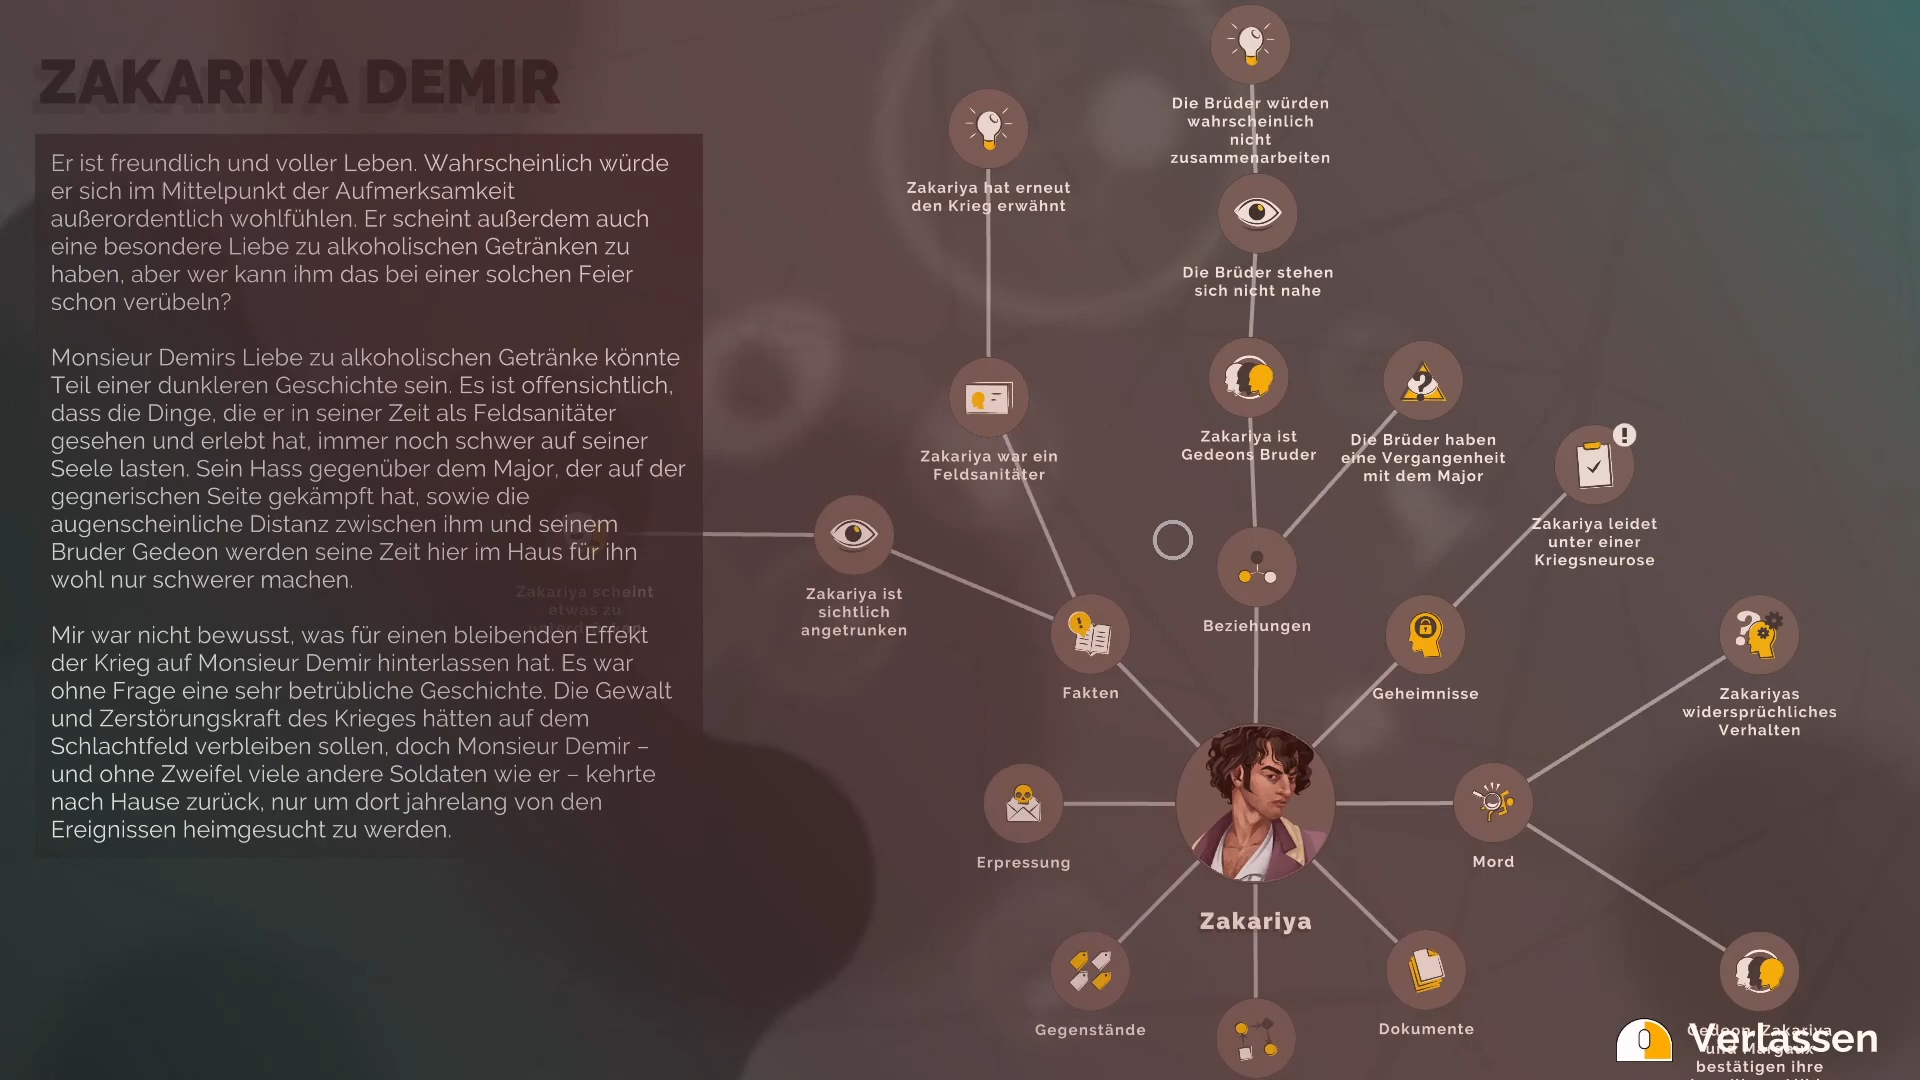 ZAKARIYA DEMIR
Er ist freundlich und voller Leben. Wahrscheinlich würde
er sich im Mittelpunkt der Aufmerksamkeit
außerordentlich wohlfühlen. Er scheint außerdem auch
eine besondere Liebe zu alkoholischen Getränken zu
haben, aber wer kann ihm das bei einer solchen Feier
schon verübeln?
Monsieur Demirs Liebe zu alkoholischen Getränke könnte
Teil einer dunkleren Geschichte sein. Es ist offensichtlich,
dass die Dinge, die er in seiner Zeit als Feldsanitäter
gesehen und erlebt hat, immer noch schwer auf seiner
Seele lasten. Sein Hass gegenüber dem Major, der auf der
gegnerischen Seite gekämpft hat, sowie die
augenscheinliche Distanz zwischen ihm und seinem
Bruder Gedeon werden seine Zeit hier im Haus für ihn
wohl nur schwerer machen.
Mir war nicht bewusst, was für einen bleibenden Effekt
der Krieg auf Monsieur Demir hinterlassen hat. Es war
ohne Frage eine sehr betrübliche Geschichte. Die Gewalt
und Zerstörungskraft des Krieges hätten auf dem
Schlachtfeld verbleiben sollen, doch Monsieur Demir –
und ohne Zweifel viele andere Soldaten wie er – kehrte
nach Hause zurück, nur um dort jahrelang von den
Ereignissen heimgesucht zu werden.
Zakariya scheint
etwas zu
Die Brüder würden
wahrscheinlich
nicht
zusammenarbeiten
Zakariya hat erneut
den Krieg erwähnt
Die Brüder stehen
sich nicht nahe
Zakariya ist
Gedeons Bruder
Die Brüder haben
eine Vergangenheit
mit dem Major
Zakariya war ein
Feldsanitäter
Zakariya leidet
unter einer
Kriegsneurose
Zakariya ist
sichtlich
angetrunken
Beziehungen
Fakten
Geheimnisse
Zakariyas
widersprüchliches
Verhalten
Erpressung
Mord
Zakariya
Gegenstände
Dokumente
Gedeon, Zakariya
und Margaux
bestätigen ihre
Verlassen